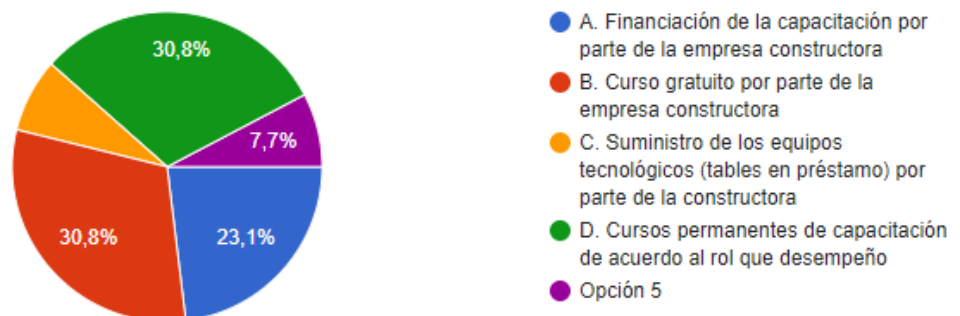 30,8%
7,7%
30,8%
23,1%
A. Financiación de la capacitación por
parte de la empresa constructora
B. Curso gratuito por parte de la
empresa constructora
C. Suministro de los equipos
tecnológicos (tables en préstamo) por
parte de la constructora
D. Cursos permanentes de capacitación
de acuerdo al rol que desempeño
Opción 5